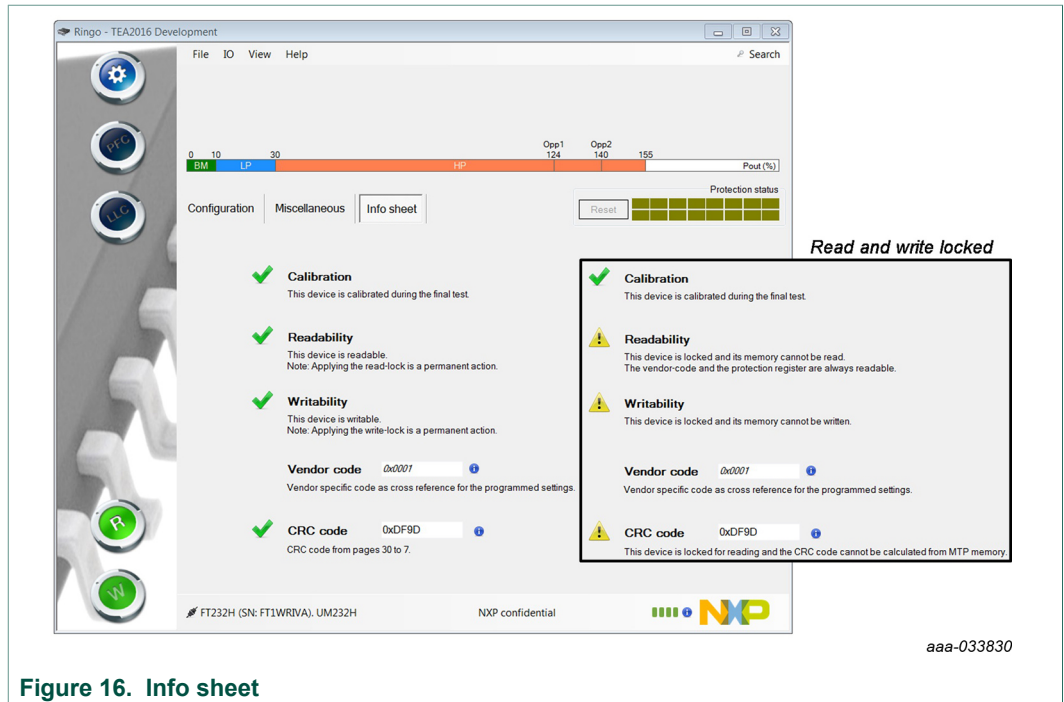 Ringo - TEA2016 Development
File IO View Help
Search
Opp1 Opp2
0 10 30 124 140 155
BM LP HP Pout (%)
Protection status
Configuration Miscellaneous Info sheet
Reset
PFC
LLC
Read and write locked
Calibration
This device is calibrated during the final test.
Readability
This device is readable.
Note: Applying the read-lock is a permanent action.
Writability
This device is writable.
Note: Applying the write-lock is a permanent action.
Vendor code 0x0001
Vendor specific code as cross reference for the programmed settings.
CRC code 0xDF9D
CRC code from pages 30 to 7.
Calibration
This device is calibrated during the final test.
Readability
This device is locked and its memory cannot be read.
The vendor-code and the protection register are always readable.
Writability
This device is locked and its memory cannot be written.
Vendor code 0x0001
Vendor specific code as cross reference for the programmed settings.
CRC code 0xDF9D
This device is locked for reading and the CRC code cannot be calculated from MTP memory.
R
W
FT232H (SN: FT1WRIVA). UM232H NXP confidential NXP
aaa-033830
Figure 16. Info sheet